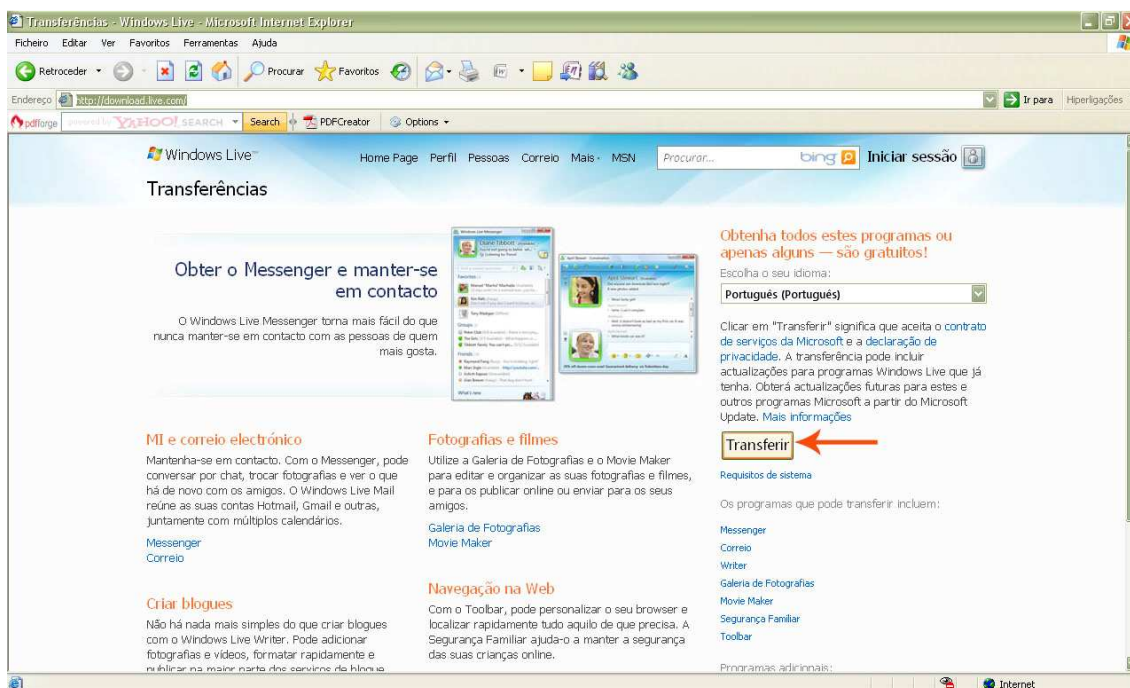 Transferências - Windows Live - Microsoft Internet Explorer
Ficheiro Editar Ver Favoritos Ferramentas Ajuda
Retroceder Procurar Favoritos
Endereço http://download.live.com/ Ir para Hiperligações
pdfforge powered by YAHOO! SEARCH Search PDFCreator Options
Windows Live™ Home Page Perfil Pessoas Correio Mais MSN Procurar... bing Iniciar sessão
Transferências
Obter o Messenger e manter-se
em contacto
O Windows Live Messenger torna mais fácil do que
nunca manter-se em contacto com as pessoas de quem
mais gosta.
Obtenha todos estes programas ou
apenas alguns — são gratuitos!
Escolha o seu idioma:
Português (Português)
Clicar em "Transferir" significa que aceita o contrato
de serviços da Microsoft e a declaração de
privacidade. A transferência pode incluir
actualizações para programas Windows Live que já
tenha. Obterá actualizações futuras para estes e
outros programas Microsoft a partir do Microsoft
Update. Mais informações
Transferir
Requisitos de sistema
Os programas que pode transferir incluem:
Messenger
Correio
Writer
Galeria de Fotografias
Movie Maker
Segurança Familiar
Toolbar
Programas adicionais:
MI e correio electrónico
Mantenha-se em contacto. Com o Messenger, pode
conversar por chat, trocar fotografias e ver o que
há de novo com os amigos. O Windows Live Mail
reúne as suas contas Hotmail, Gmail e outras,
juntamente com múltiplos calendários.
Messenger
Correio
Fotografias e filmes
Utilize a Galeria de Fotografias e o Movie Maker
para editar e organizar as suas fotografias e filmes,
e para os publicar online ou enviar para os seus
amigos.
Galeria de Fotografias
Movie Maker
Criar blogues
Não há nada mais simples do que criar blogues
com o Windows Live Writer. Pode adicionar
fotografias e vídeos, formatar rapidamente e
publicar na maior parte dos serviços de blogue
Navegação na Web
Com o Toolbar, pode personalizar o seu browser e
localizar rapidamente tudo aquilo de que precisa. A
Segurança Familiar ajuda-o a manter a segurança
das suas crianças online.
Internet